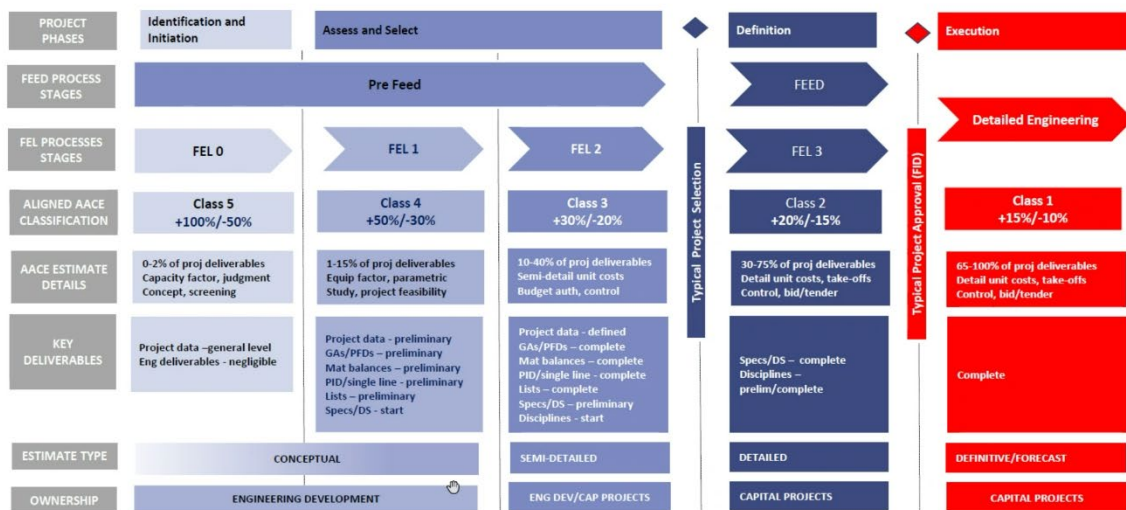 PROJECT
PHASES
Identification and
Initiation
Assess and Select
Definition
Execution
FEED PROCESS
STAGES
Pre Feed
FEED
Detailed Engineering
FEL PROCESSES
STAGES
FEL 0
FEL 1
FEL 2
FEL 3
Typical Project Selection
Typical Project Approval (FID)
ALIGNED AACE
CLASSIFICATION
Class 5
+100%/-50%
Class 4
+50%/-30%
Class 3
+30%/-20%
Class 2
+20%/-15%
Class 1
+15%/-10%
AACE ESTIMATE
DETAILS
0-2% of proj deliverables
Capacity factor, judgment
Concept, screening
1-15% of proj deliverables
Equip factor, parametric
Study, project feasibility
10-40% of proj deliverables
Semi-detail unit costs
Budget auth, control
30-75% of proj deliverables
Detail unit costs, take-offs
Control, bid/tender
65-100% of proj deliverables
Detail unit costs, take-offs
Control, bid/tender
KEY
DELIVERABLES
Project data –general level
Eng deliverables - negligible
Project data - preliminary
GAs/PFDs – preliminary
Mat balances – preliminary
PID/single line - preliminary
Lists – preliminary
Specs/DS - start
Project data - defined
GAs/PFDs – complete
Mat balances – complete
PID/single line - complete
Lists – complete
Specs/DS – preliminary
Disciplines - start
Specs/DS – complete
Disciplines –
prelim/complete
Complete
ESTIMATE TYPE
CONCEPTUAL
SEMI-DETAILED
DETAILED
DEFINITIVE/FORECAST
OWNERSHIP
ENGINEERING DEVELOPMENT
ENG DEV/CAP PROJECTS
CAPITAL PROJECTS
CAPITAL PROJECTS